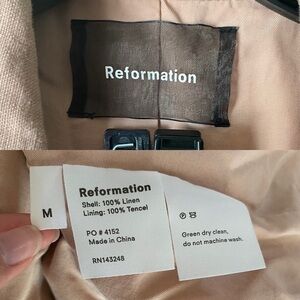 Reformation
M
Reformation
Shell: 100% Linen
Lining: 100% Tencel
PO # 4152
Made in China
RN143248
Green dry clean,
do not machine wash.